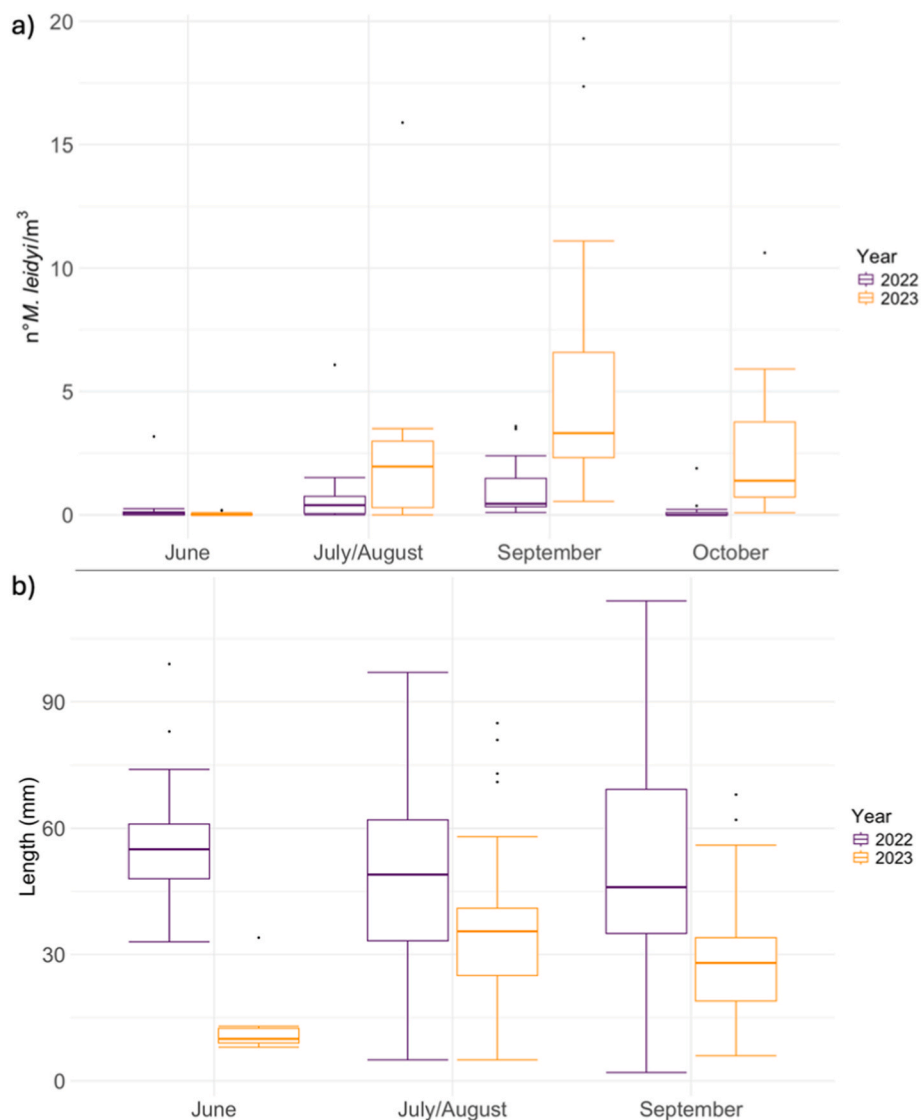 a)
20
15
10
5
0
n°M. leidyi/m³
Year
2022
2023
June July/August September October
b)
90
60
30
0
Length (mm)
Year
2022
2023
June July/August September